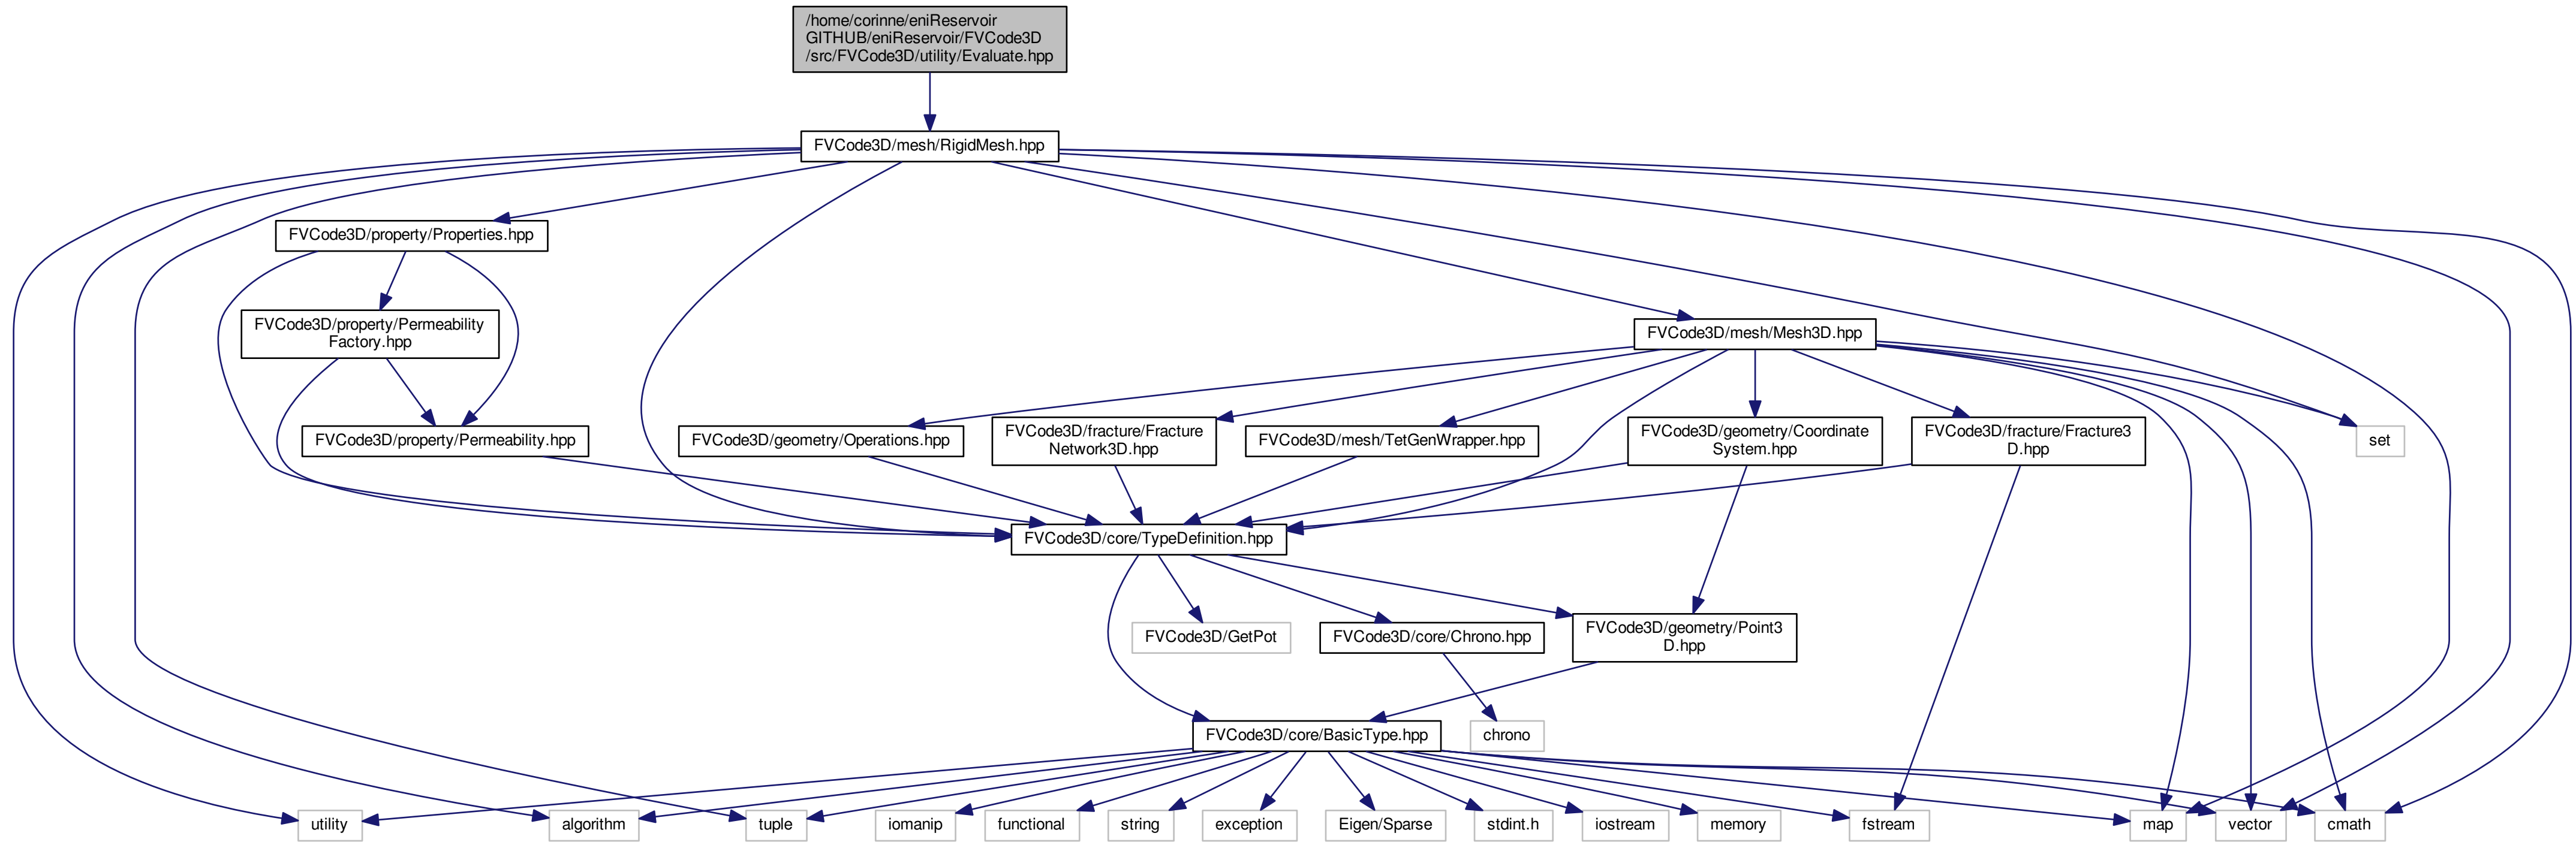 /home/corinne/eniReservoir
GITHUB/eniReservoir/FVCode3D
/src/FVCode3D/utility/Evaluate.hpp
FVCode3D/mesh/RigidMesh.hpp
FVCode3D/property/Properties.hpp
FVCode3D/property/Permeability
Factory.hpp
FVCode3D/mesh/Mesh3D.hpp
FVCode3D/property/Permeability.hpp
FVCode3D/geometry/Operations.hpp
FVCode3D/fracture/Fracture
Network3D.hpp
FVCode3D/mesh/TetGenWrapper.hpp
FVCode3D/geometry/Coordinate
System.hpp
FVCode3D/fracture/Fracture3
D.hpp
set
FVCode3D/core/TypeDefinition.hpp
FVCode3D/GetPot
FVCode3D/core/Chrono.hpp
FVCode3D/geometry/Point3
D.hpp
FVCode3D/core/BasicType.hpp
chrono
utility
algorithm
tuple
iomanip
functional
string
exception
Eigen/Sparse
stdint.h
iostream
memory
fstream
map
vector
cmath